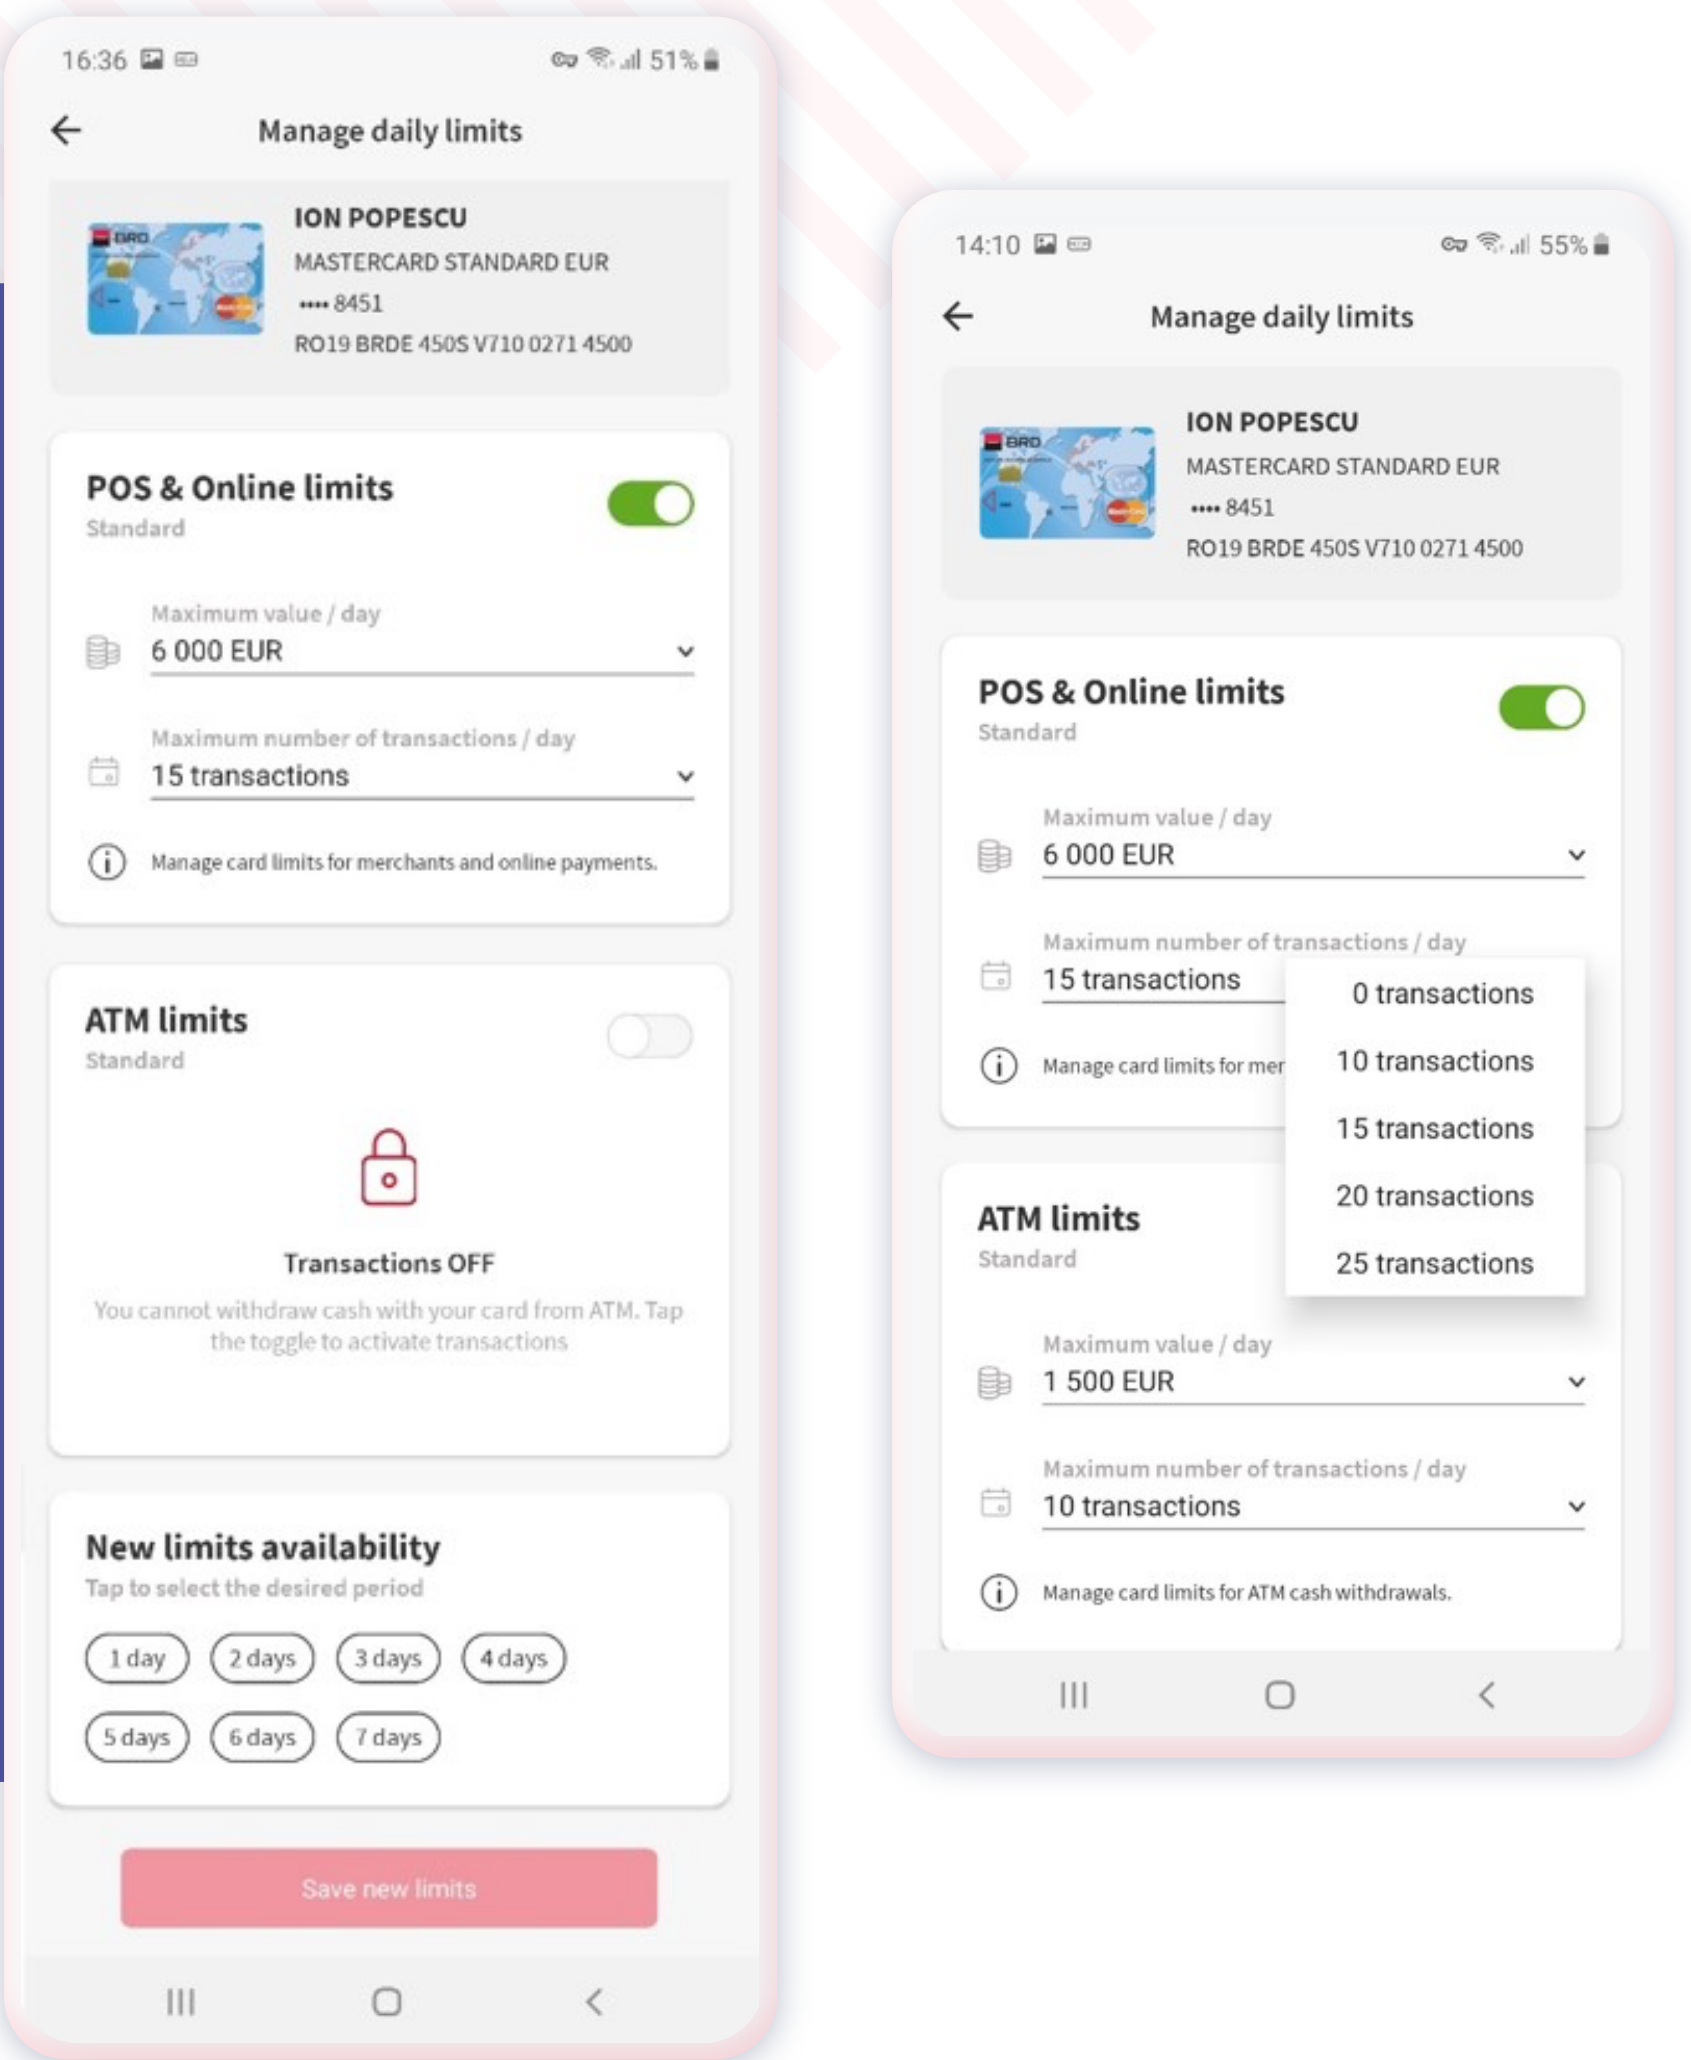 16:36
51%
Manage daily limits
BRD
ION POPESCU
MASTERCARD STANDARD EUR
•••• 8451
RO19 BRDE 450S V710 0271 4500
POS & Online limits
Standard
Maximum value / day
6 000 EUR
Maximum number of transactions / day
15 transactions
Manage card limits for merchants and online payments.
ATM limits
Standard
Transactions OFF
You cannot withdraw cash with your card from ATM. Tap
the toggle to activate transactions
New limits availability
Tap to select the desired period
1 day
2 days
3 days
4 days
5 days
6 days
7 days
Save new limits
14:10
55%
Manage daily limits
BRD
ION POPESCU
MASTERCARD STANDARD EUR
•••• 8451
RO19 BRDE 450S V710 0271 4500
POS & Online limits
Standard
Maximum value / day
6 000 EUR
Maximum number of transactions / day
15 transactions
0 transactions
10 transactions
15 transactions
20 transactions
25 transactions
Manage card limits for mer
ATM limits
Standard
Maximum value / day
1 500 EUR
Maximum number of transactions / day
10 transactions
Manage card limits for ATM cash withdrawals.